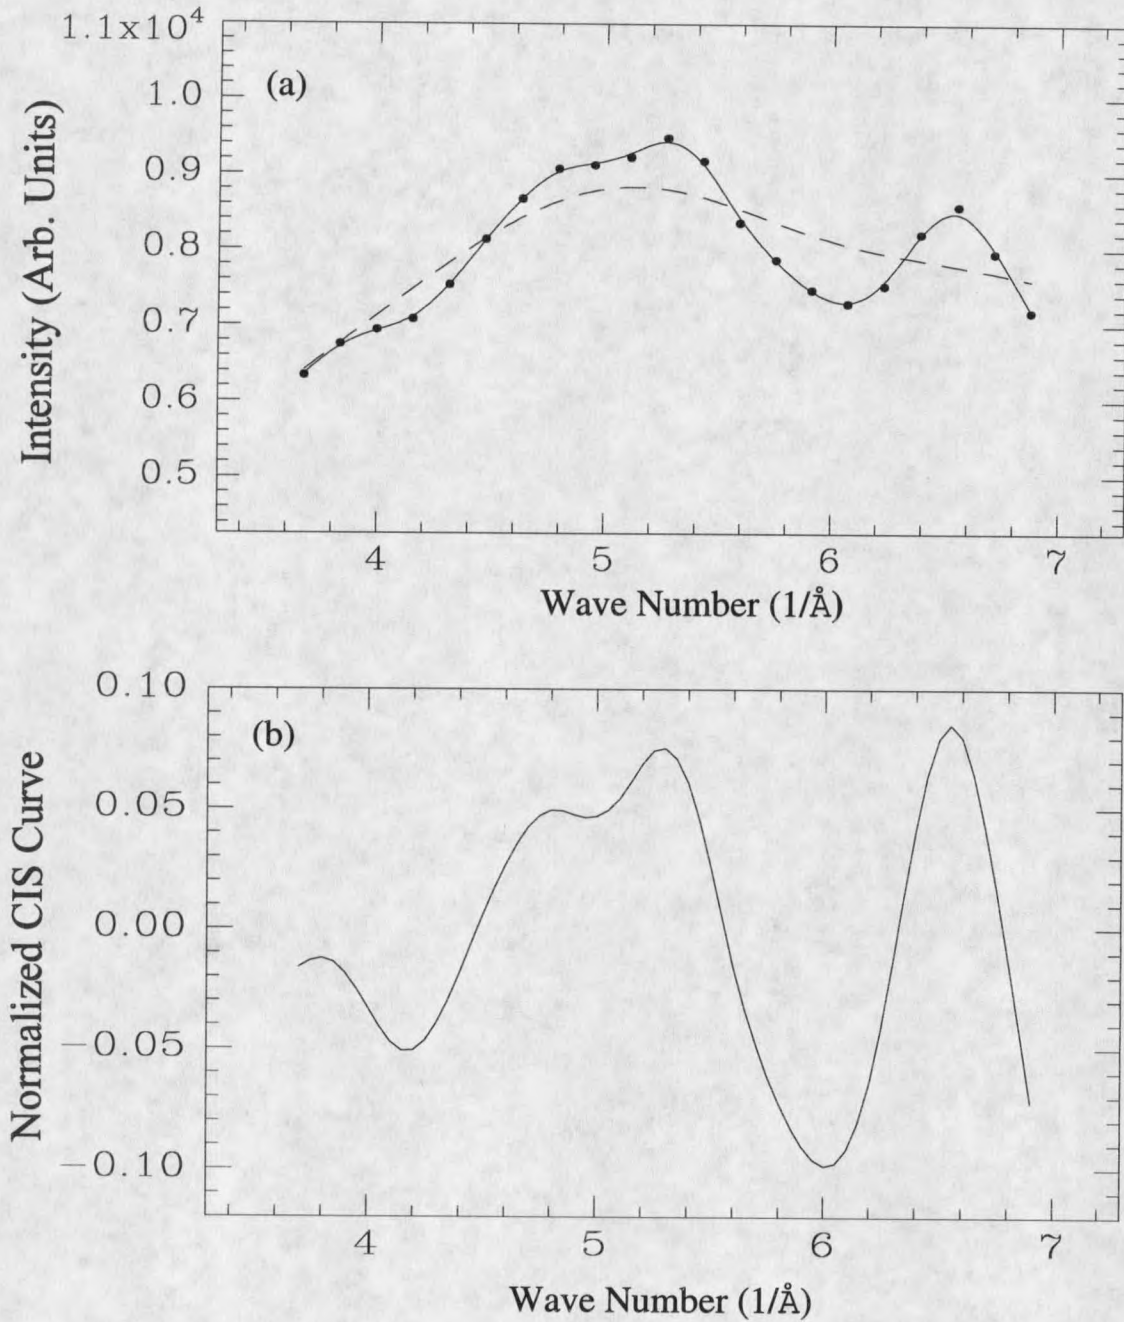 1.1x10⁴
(a)
1.0
0.9
0.8
0.7
0.6
0.5
Intensity (Arb. Units)
4 5 6 7
Wave Number (1/Å)
0.10
(b)
0.05
0.00
−0.05
−0.10
Normalized CIS Curve
4 5 6 7
Wave Number (1/Å)